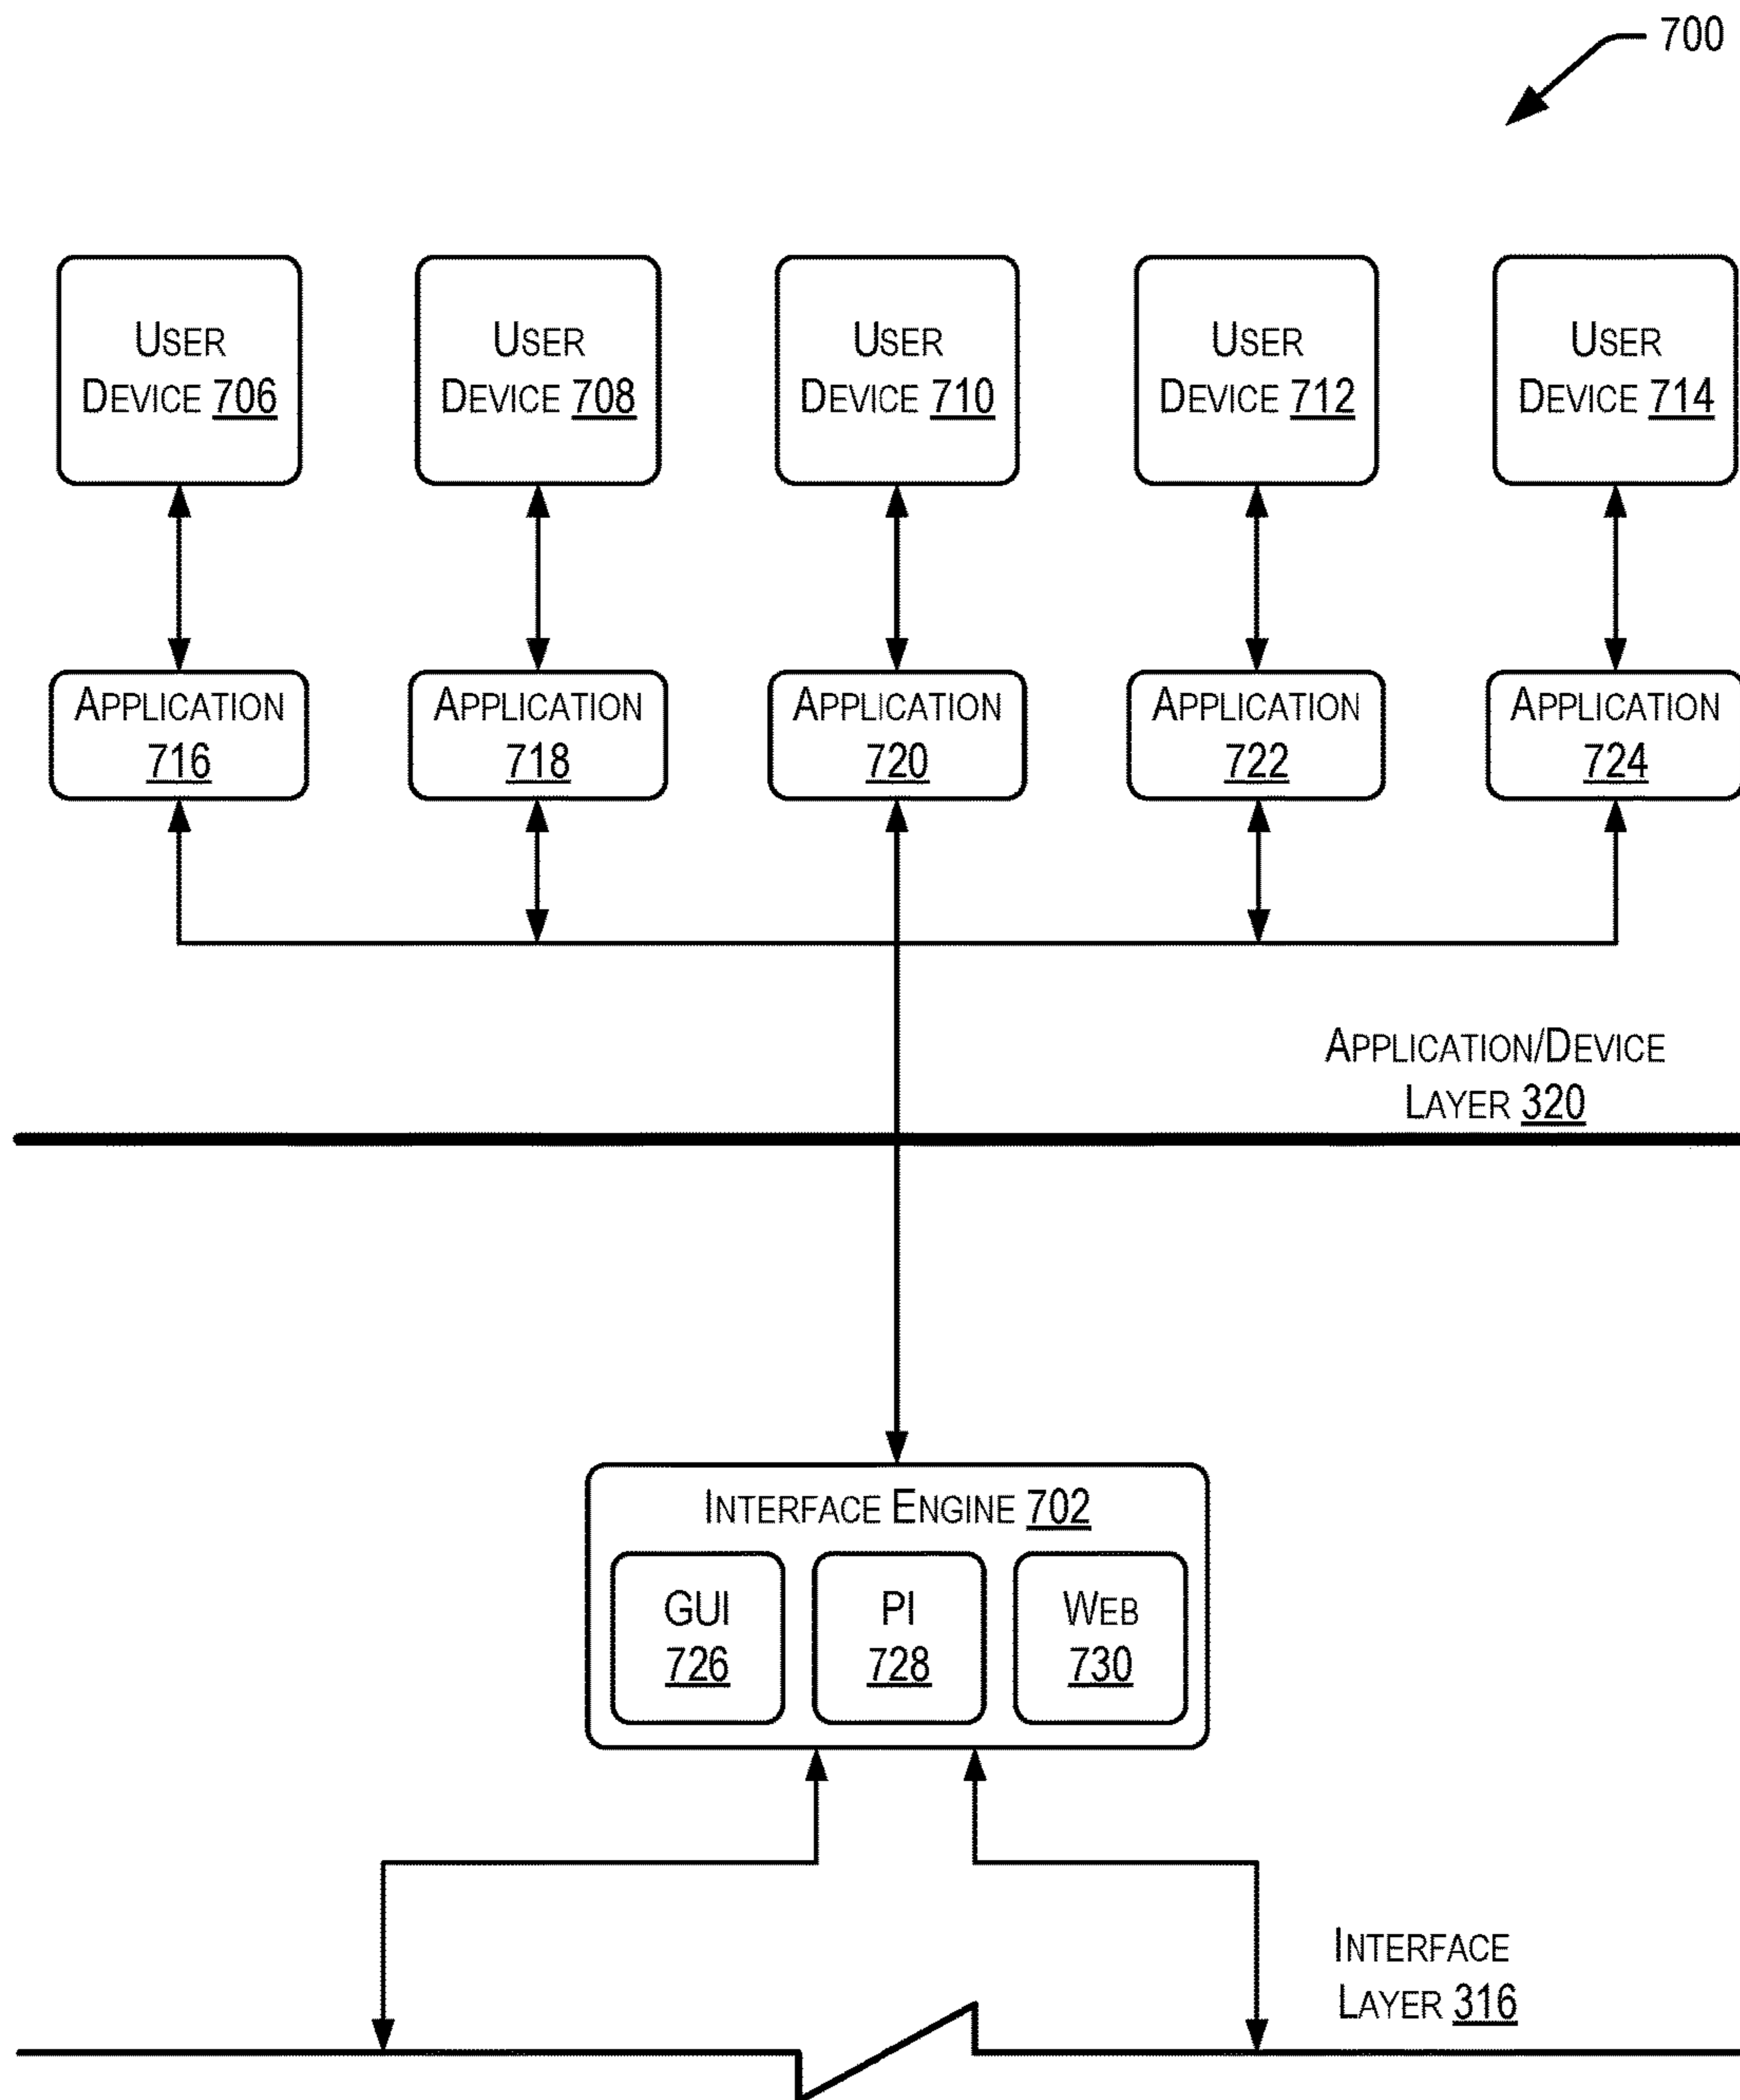 700
USER USER USER USER USER
DEVICE 706 DEVICE 708 DEVICE 710 DEVICE 712 DEVICE 714
APPLICATION APPLICATION APPLICATION APPLICATION APPLICATION
716 718 720 722 724
APPLICATION/DEVICE
LAYER 320
INTERFACE ENGINE 702
GUI PI WEB
726 728 730
INTERFACE
LAYER 316